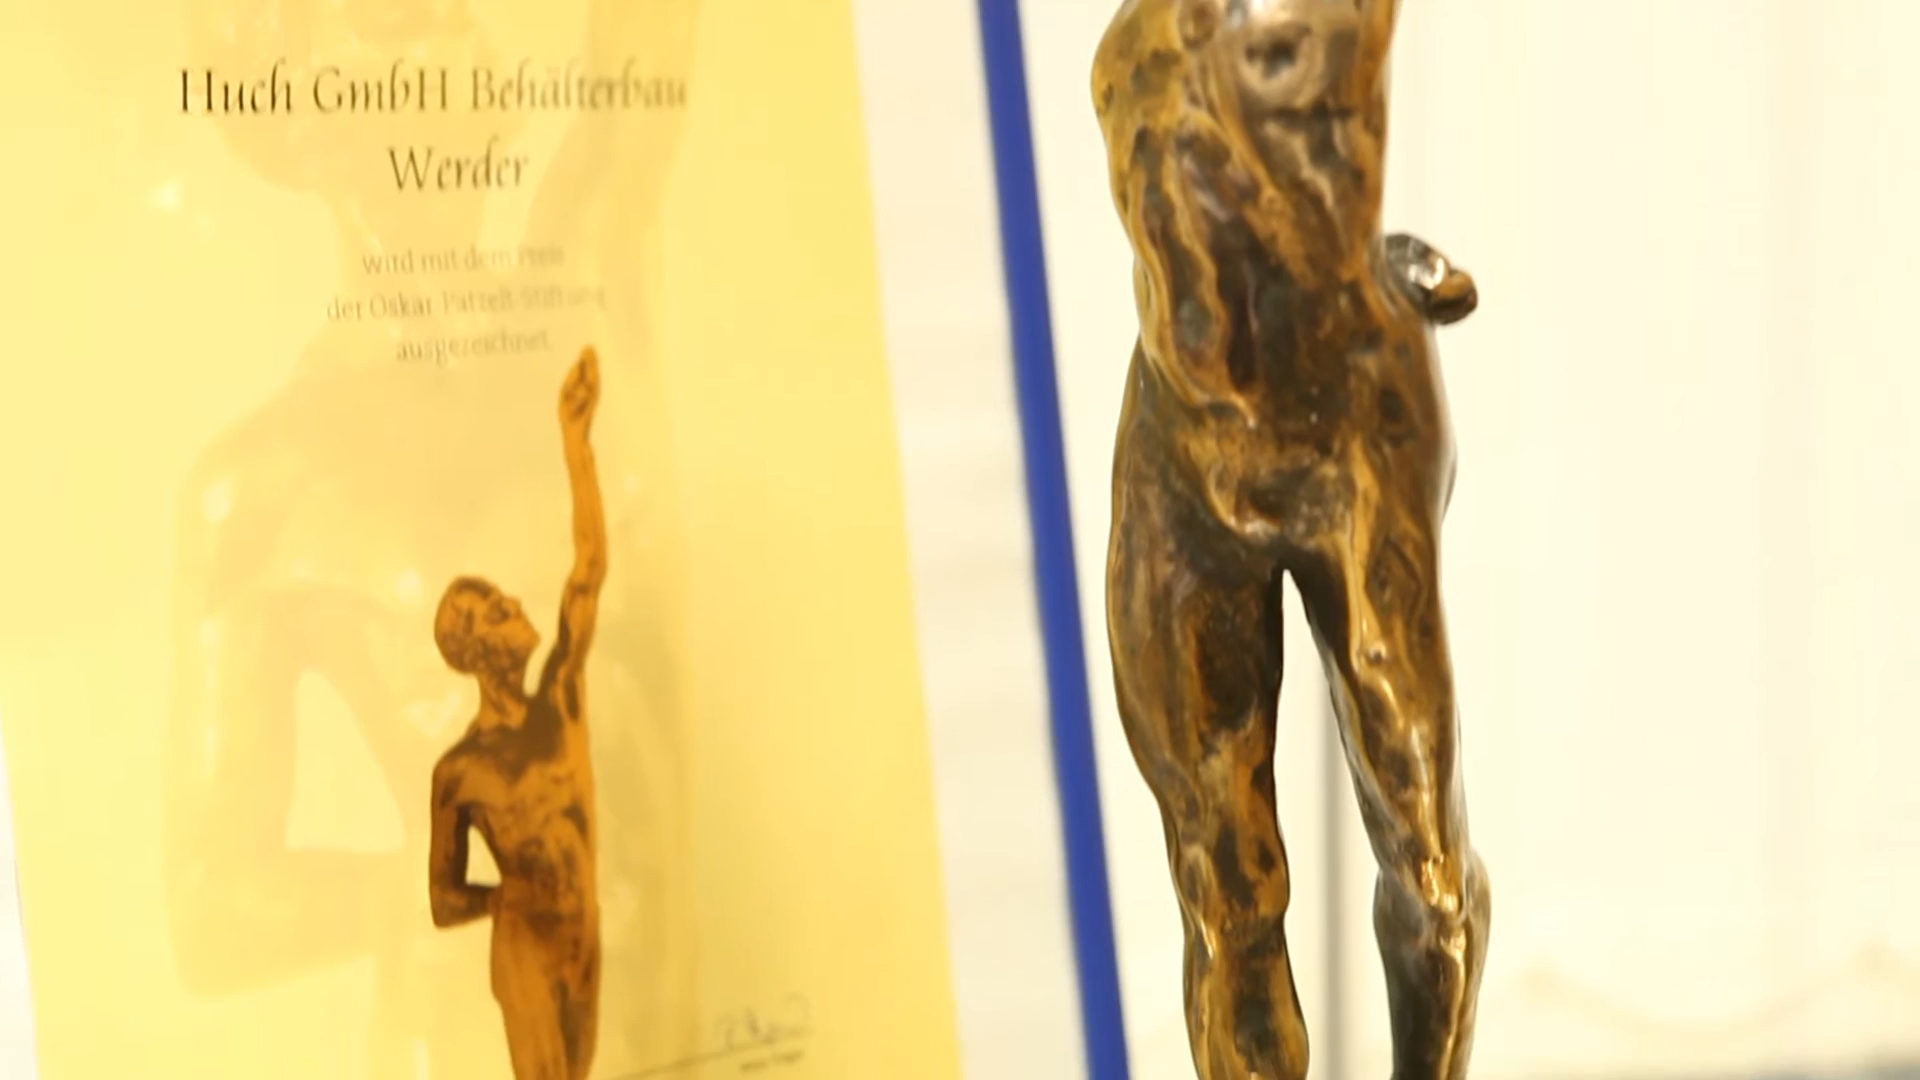 Huch GmbH Behälterbau
Werder
wird mit dem Preis
der Oskar-Patzelt-Stiftung
ausgezeichnet.